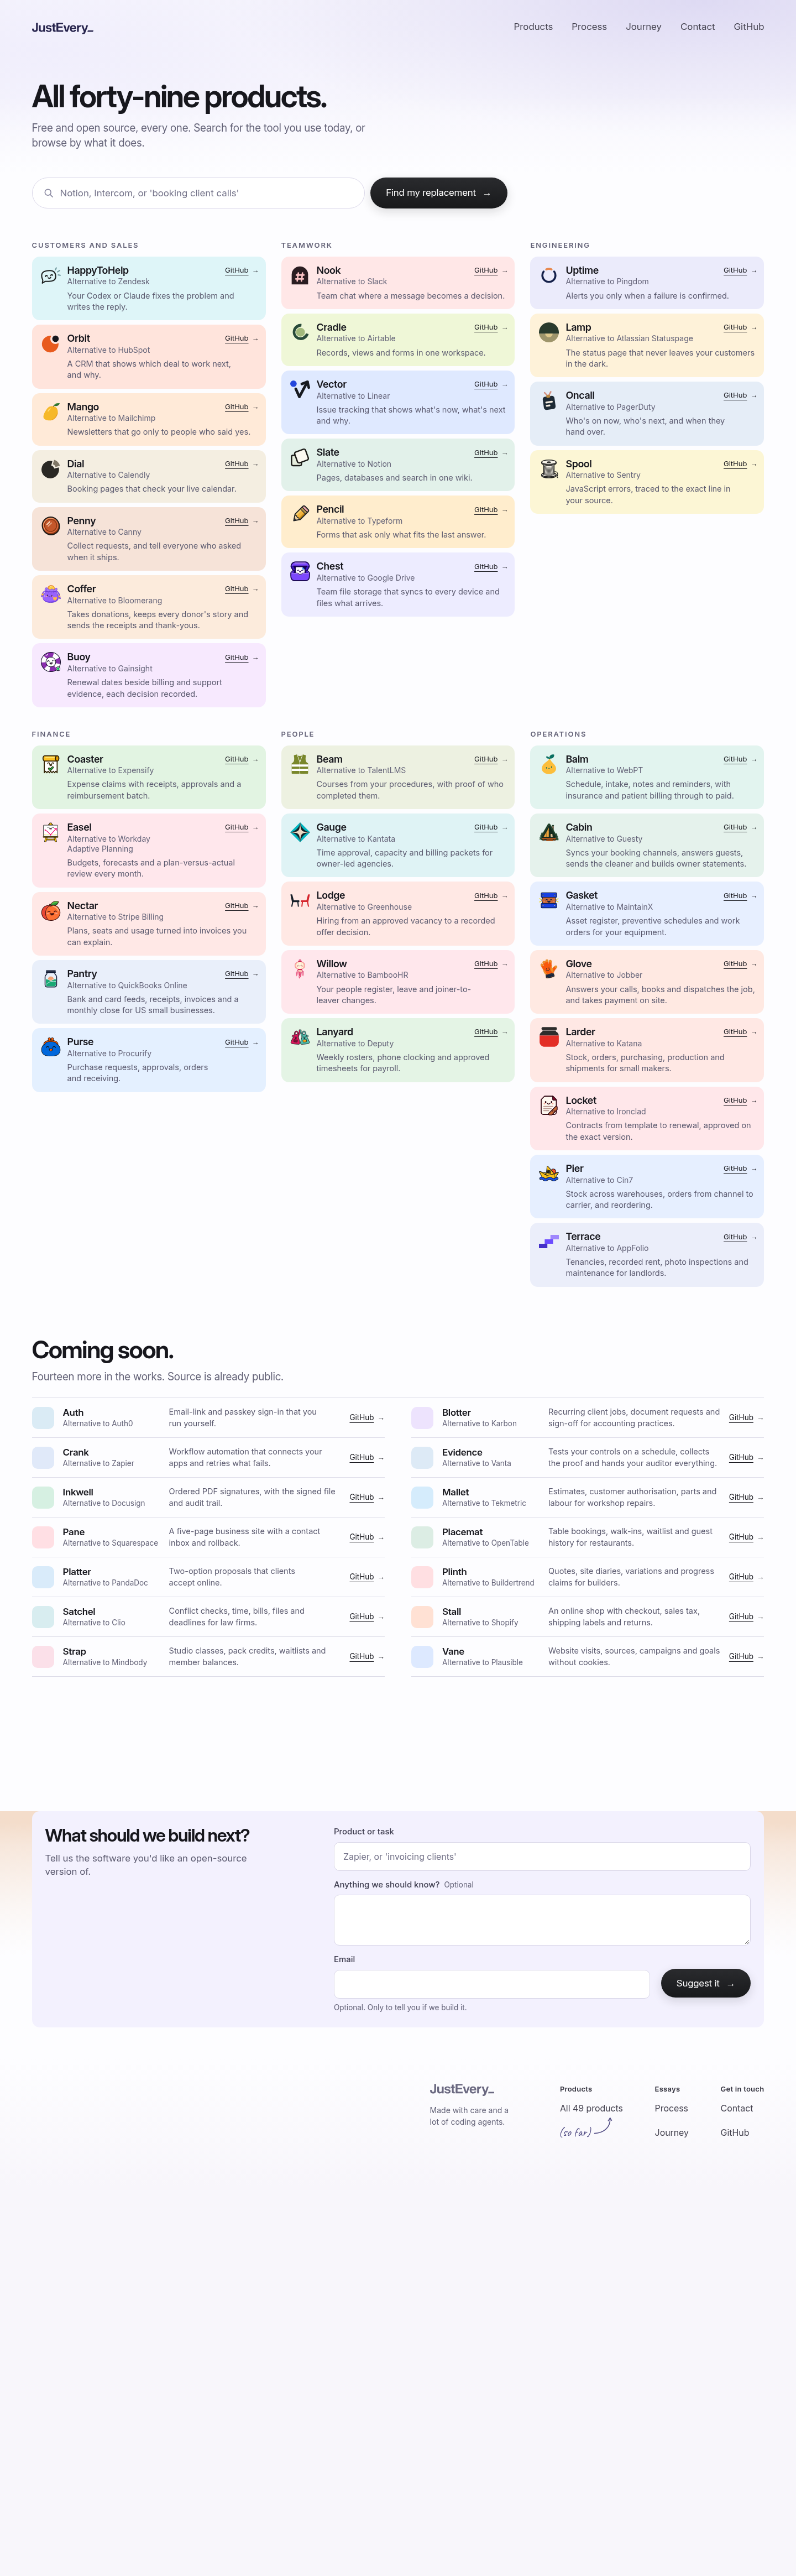 JustEvery_
Products
Process
Journey
Contact
GitHub
All forty-nine products.
Free and open source, every one. Search for the tool you use today, or
browse by what it does.
Notion, Intercom, or 'booking client calls'
Find my replacement →
CUSTOMERS AND SALES
HappyToHelp
GitHub →
Alternative to Zendesk
Your Codex or Claude fixes the problem and
writes the reply.
Orbit
GitHub →
Alternative to HubSpot
A CRM that shows which deal to work next,
and why.
Mango
GitHub →
Alternative to Mailchimp
Newsletters that go only to people who said yes.
Dial
GitHub →
Alternative to Calendly
Booking pages that check your live calendar.
Penny
GitHub →
Alternative to Canny
Collect requests, and tell everyone who asked
when it ships.
Coffer
GitHub →
Alternative to Bloomerang
Takes donations, keeps every donor's story and
sends the receipts and thank-yous.
Buoy
GitHub →
Alternative to Gainsight
Renewal dates beside billing and support
evidence, each decision recorded.
TEAMWORK
Nook
GitHub →
Alternative to Slack
Team chat where a message becomes a decision.
Cradle
GitHub →
Alternative to Airtable
Records, views and forms in one workspace.
Vector
GitHub →
Alternative to Linear
Issue tracking that shows what's now, what's next
and why.
Slate
GitHub →
Alternative to Notion
Pages, databases and search in one wiki.
Pencil
GitHub →
Alternative to Typeform
Forms that ask only what fits the last answer.
Chest
GitHub →
Alternative to Google Drive
Team file storage that syncs to every device and
files what arrives.
ENGINEERING
Uptime
GitHub →
Alternative to Pingdom
Alerts you only when a failure is confirmed.
Lamp
GitHub →
Alternative to Atlassian Statuspage
The status page that never leaves your customers
in the dark.
Oncall
GitHub →
Alternative to PagerDuty
Who's on now, who's next, and when they
hand over.
Spool
GitHub →
Alternative to Sentry
JavaScript errors, traced to the exact line in
your source.
FINANCE
Coaster
GitHub →
Alternative to Expensify
Expense claims with receipts, approvals and a
reimbursement batch.
Easel
GitHub →
Alternative to Workday
Adaptive Planning
Budgets, forecasts and a plan-versus-actual
review every month.
Nectar
GitHub →
Alternative to Stripe Billing
Plans, seats and usage turned into invoices you
can explain.
Pantry
GitHub →
Alternative to QuickBooks Online
Bank and card feeds, receipts, invoices and a
monthly close for US small businesses.
Purse
GitHub →
Alternative to Procurify
Purchase requests, approvals, orders
and receiving.
PEOPLE
Beam
GitHub →
Alternative to TalentLMS
Courses from your procedures, with proof of who
completed them.
Gauge
GitHub →
Alternative to Kantata
Time approval, capacity and billing packets for
owner-led agencies.
Lodge
GitHub →
Alternative to Greenhouse
Hiring from an approved vacancy to a recorded
offer decision.
Willow
GitHub →
Alternative to BambooHR
Your people register, leave and joiner-to-
leaver changes.
Lanyard
GitHub →
Alternative to Deputy
Weekly rosters, phone clocking and approved
timesheets for payroll.
OPERATIONS
Balm
GitHub →
Alternative to WebPT
Schedule, intake, notes and reminders, with
insurance and patient billing through to paid.
Cabin
GitHub →
Alternative to Guesty
Syncs your booking channels, answers guests,
sends the cleaner and builds owner statements.
Gasket
GitHub →
Alternative to MaintainX
Asset register, preventive schedules and work
orders for your equipment.
Glove
GitHub →
Alternative to Jobber
Answers your calls, books and dispatches the job,
and takes payment on site.
Larder
GitHub →
Alternative to Katana
Stock, orders, purchasing, production and
shipments for small makers.
Locket
GitHub →
Alternative to Ironclad
Contracts from template to renewal, approved on
the exact version.
Pier
GitHub →
Alternative to Cin7
Stock across warehouses, orders from channel to
carrier, and reordering.
Terrace
GitHub →
Alternative to AppFolio
Tenancies, recorded rent, photo inspections and
maintenance for landlords.
Coming soon.
Fourteen more in the works. Source is already public.
Auth
Alternative to Auth0
Email-link and passkey sign-in that you
run yourself.
GitHub →
Crank
Alternative to Zapier
Workflow automation that connects your
apps and retries what fails.
GitHub →
Inkwell
Alternative to Docusign
Ordered PDF signatures, with the signed file
and audit trail.
GitHub →
Pane
Alternative to Squarespace
A five-page business site with a contact
inbox and rollback.
GitHub →
Platter
Alternative to PandaDoc
Two-option proposals that clients
accept online.
GitHub →
Satchel
Alternative to Clio
Conflict checks, time, bills, files and
deadlines for law firms.
GitHub →
Strap
Alternative to Mindbody
Studio classes, pack credits, waitlists and
member balances.
GitHub →
Blotter
Alternative to Karbon
Recurring client jobs, document requests and
sign-off for accounting practices.
GitHub →
Evidence
Alternative to Vanta
Tests your controls on a schedule, collects
the proof and hands your auditor everything.
GitHub →
Mallet
Alternative to Tekmetric
Estimates, customer authorisation, parts and
labour for workshop repairs.
GitHub →
Placemat
Alternative to OpenTable
Table bookings, walk-ins, waitlist and guest
history for restaurants.
GitHub →
Plinth
Alternative to Buildertrend
Quotes, site diaries, variations and progress
claims for builders.
GitHub →
Stall
Alternative to Shopify
An online shop with checkout, sales tax,
shipping labels and returns.
GitHub →
Vane
Alternative to Plausible
Website visits, sources, campaigns and goals
without cookies.
GitHub →
What should we build next?
Tell us the software you'd like an open-source
version of.
Product or task
Zapier, or 'invoicing clients'
Anything we should know? Optional
Email
Suggest it →
Optional. Only to tell you if we build it.
JustEvery_
Made with care and a
lot of coding agents.
Products
All 49 products
(so far)
Essays
Process
Journey
Get in touch
Contact
GitHub